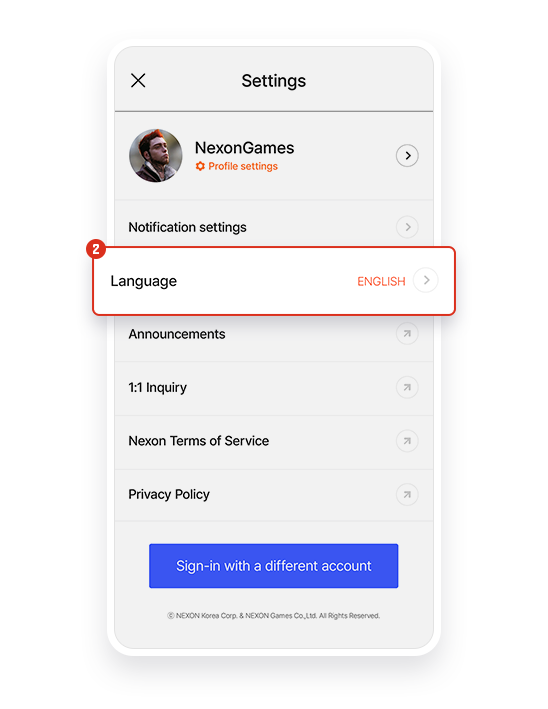 Settings
NexonGames
Profile settings
Notification settings
2
Language ENGLISH
Announcements
1:1 Inquiry
Nexon Terms of Service
Privacy Policy
Sign-in with a different account
ⓒ NEXON Korea Corp. & NEXON Games Co.,Ltd. All Rights Reserved.